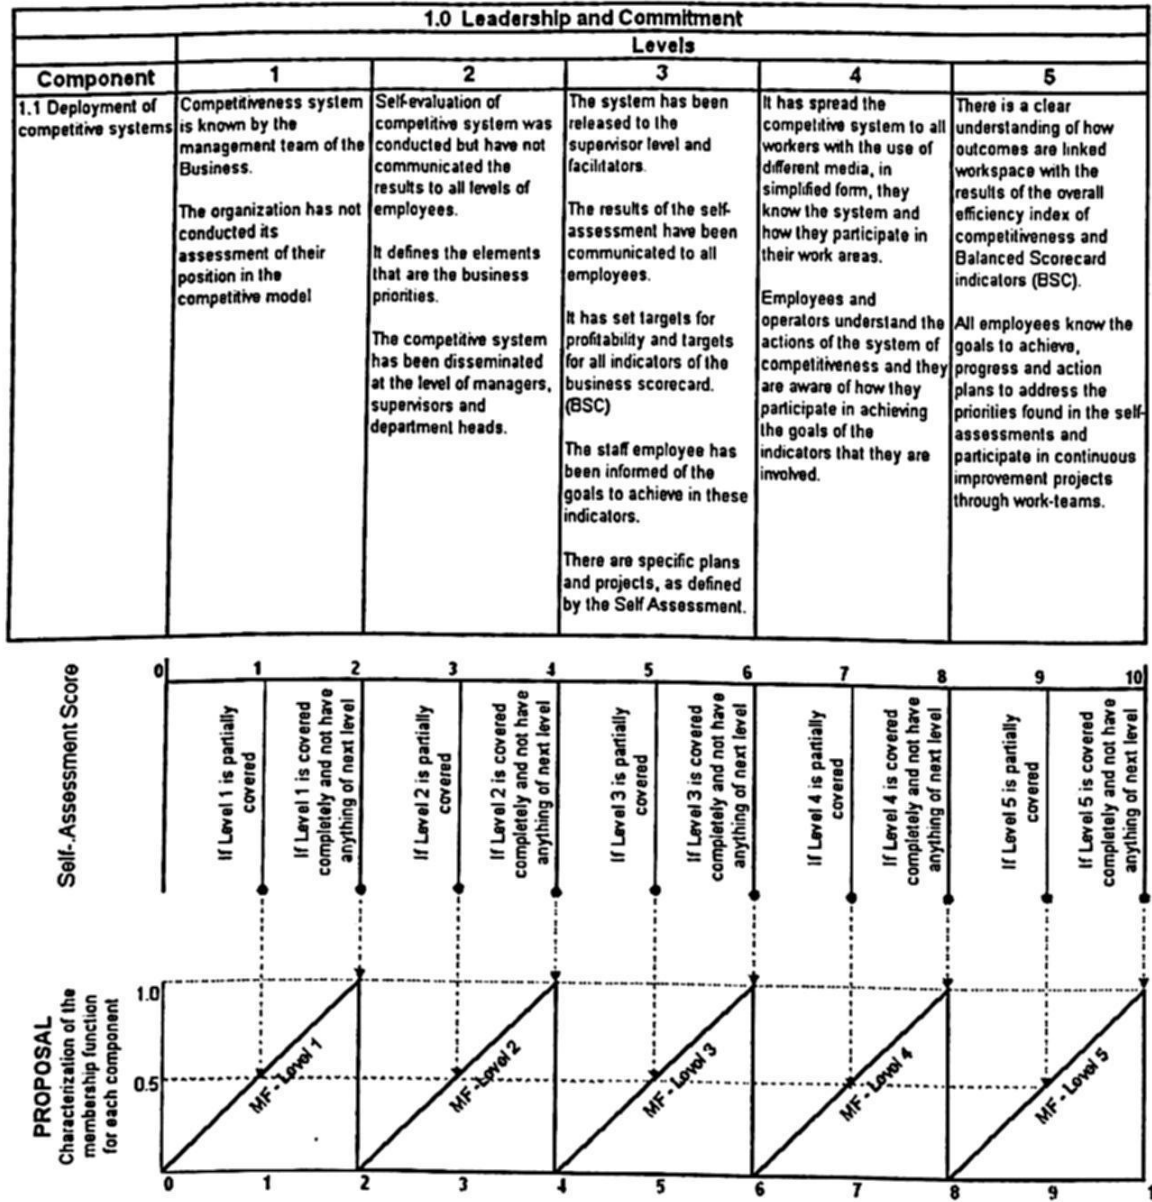 1.0 Leadership and Commitment
Levels
Component
1
2
3
4
5
1.1 Deployment of
competitive systems
Competitiveness system
is known by the
management team of the
Business.
The organization has not
conducted its
assessment of their
position in the
competitive model
Self-evaluation of
competitive system was
conducted but have not
communicated the
results to all levels of
employees.
It defines the elements
that are the business
priorities.
The competitive system
has been disseminated
at the level of managers,
supervisors and
department heads.
The system has been
released to the
supervisor level and
facilitators.
The results of the self-
assessment have been
communicated to all
employees.
It has set targets for
profitability and targets
for all indicators of the
business scorecard.
(BSC)
The staff employee has
been informed of the
goals to achieve in these
indicators.
There are specific plans
and projects, as defined
by the Self Assessment.
It has spread the
competitive system to all
workers with the use of
different media, in
simplified form, they
know the system and
how they participate in
their work areas.
Employees and
operators understand the
actions of the system of
competitiveness and they
are aware of how they
participate in achieving
the goals of the
indicators that they are
involved.
There is a clear
understanding of how
outcomes are linked
workspace with the
results of the overall
efficiency index of
competitiveness and
Balanced Scorecard
indicators (BSC).
All employees know the
goals to achieve,
progress and action
plans to address the
priorities found in the self-
assessments and
participate in continuous
improvement projects
through work-teams.
Self-.Assessment Score
0
1
2
3
4
5
6
7
8
9
10
If Level 1 is partially
covered
If Level 1 is covered
completely and not have
anything of next level
If Level 2 is partially
covered
If Level 2 is covered
completely and not have
anything of next level
If Level 3 is partially
covered
If Level 3 is covered
completely and not have
anything of next level
If Level 4 is partially
covered
If Level 4 is covered
completely and not have
anything of next level
If Level 5 is partially
covered
If Level 5 is covered
completely and not have
anything of next level
PROPOSAL
Characterization of the
membership function
for each component
1.0
0.5
MF - Level 1
MF - Level 2
MF - Level 3
MF - Level 4
MF - Level 5
0
1
2
3
4
5
6
7
8
9
1